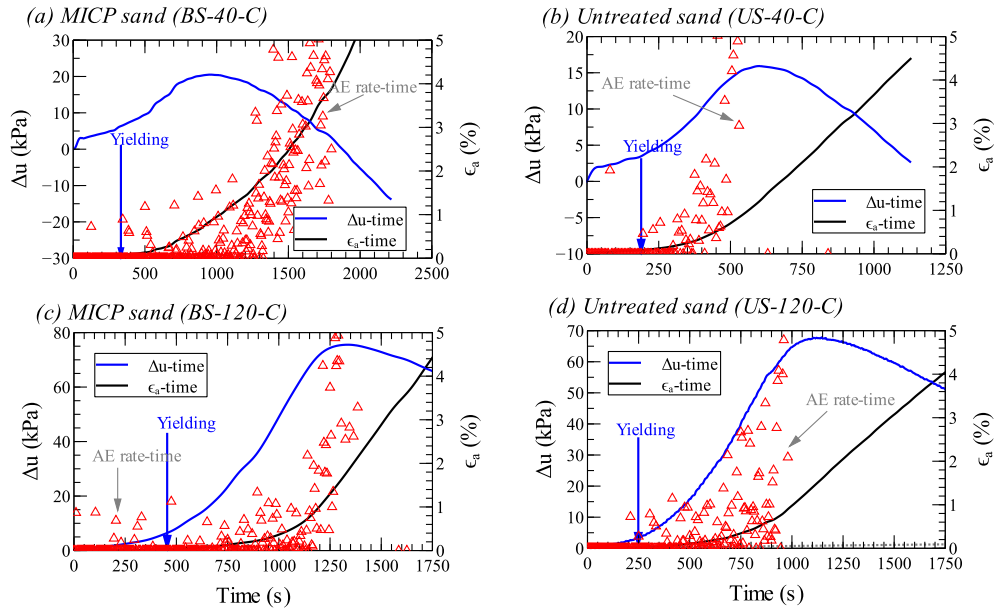 (a) MICP sand (BS-40-C)
30
20
10
0
−10
−20
−30
Δu (kPa)
5
4
3
2
1
0
ϵa (%)
AE rate-time
Yielding
Δu-time
ϵa-time
0 500 1000 1500 2000 2500
(b) Untreated sand (US-40-C)
20
15
10
5
0
−5
−10
Δu (kPa)
5
4
3
2
1
0
ϵa (%)
AE rate-time
Yielding
Δu-time
ϵa-time
0 250 500 750 1000 1250
(c) MICP sand (BS-120-C)
80
60
40
20
0
Δu (kPa)
5
4
3
2
1
0
ϵa (%)
Δu-time
ϵa-time
Yielding
AE rate-time
0 250 500 750 1000 1250 1500 1750
Time (s)
(d) Untreated sand (US-120-C)
70
60
50
40
30
20
10
0
Δu (kPa)
5
4
3
2
1
0
ϵa (%)
Δu-time
ϵa-time
AE rate-time
Yielding
0 250 500 750 1000 1250 1500 1750
Time (s)